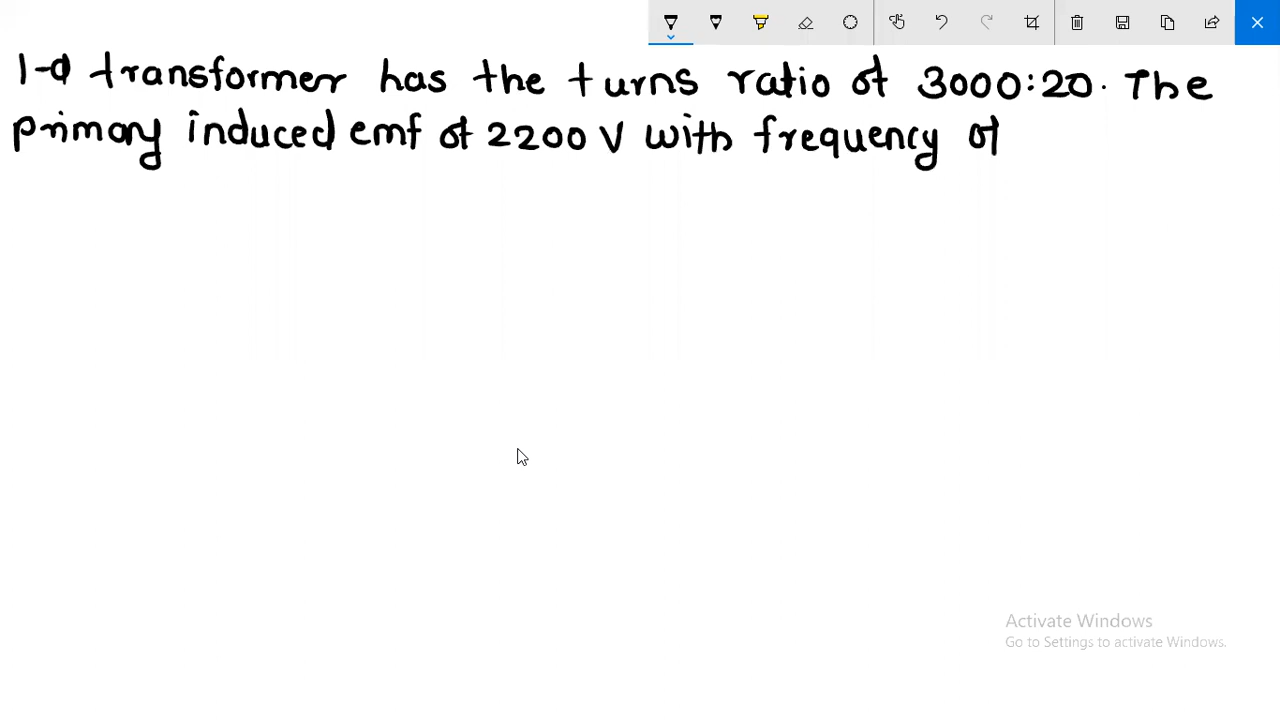 1-ф transformer has the turns ratio of 3000:20. The
primary induced emf of 2200 V with frequency of
Activate Windows
Go to Settings to activate Windows.